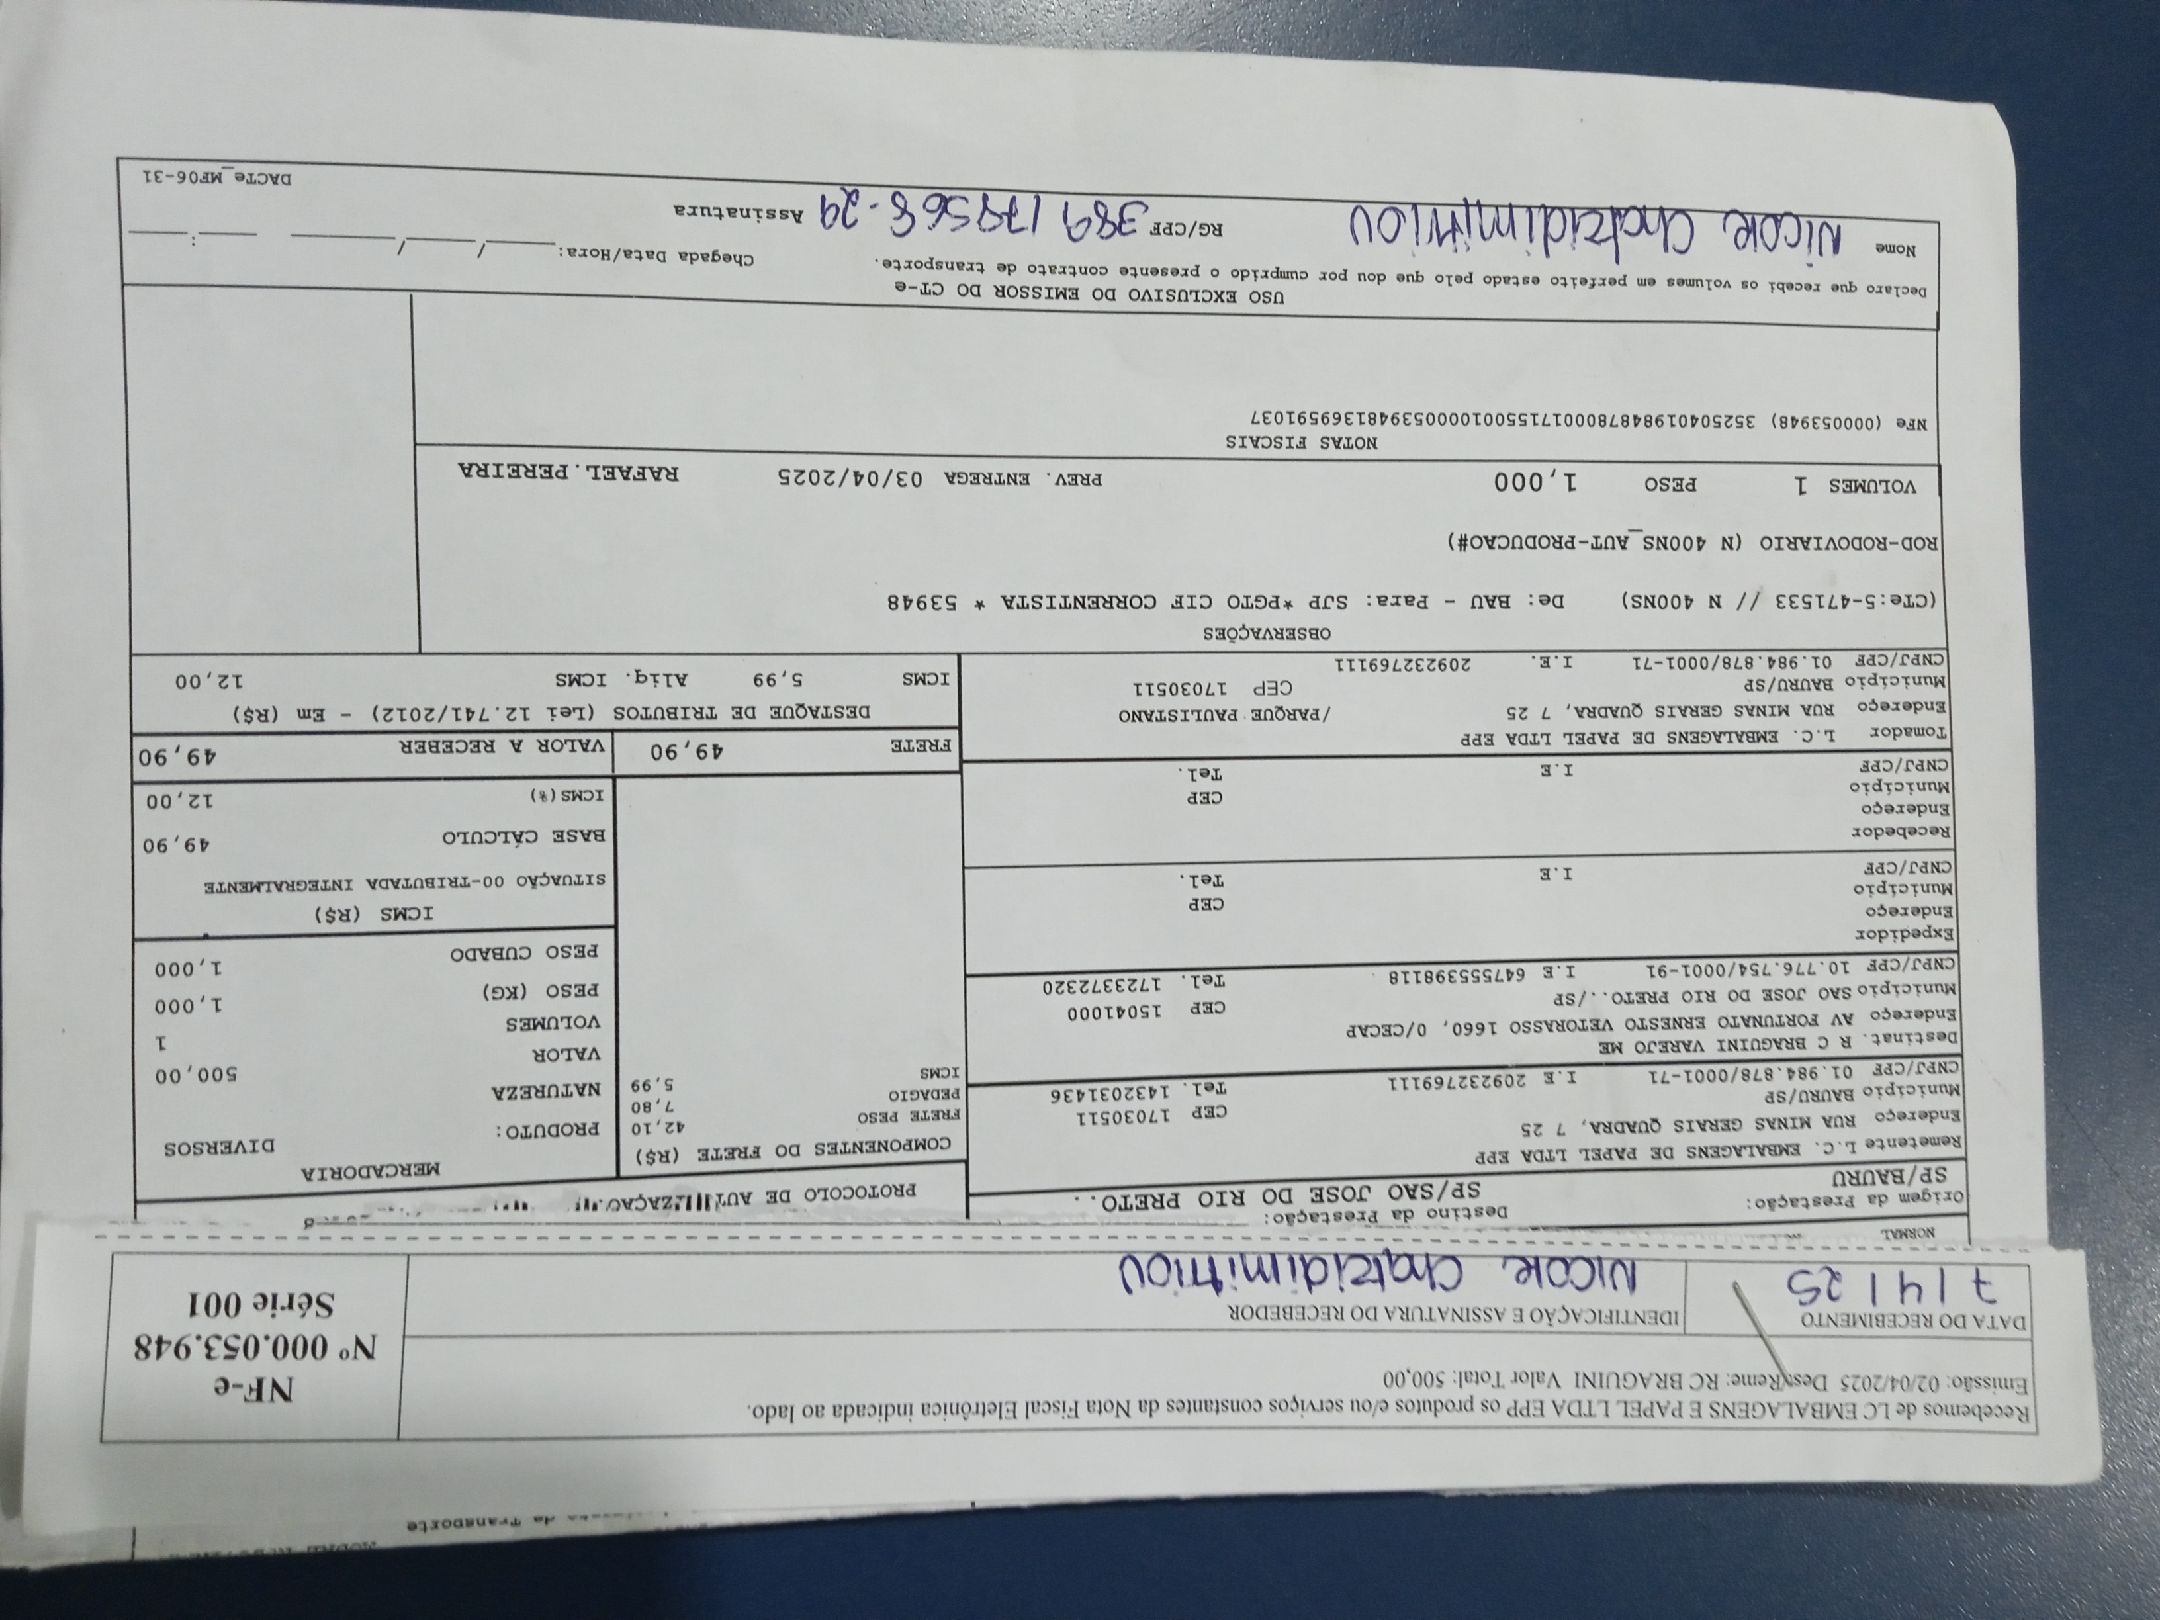 Recebemos de LC EMBALAGENS E PAPEL LTDA EPP os produtos e/ou serviços constantes da Nota Fiscal Eletrônica indicada ao lado.
Emissão: 02/04/2025 Dest/Reme: RC BRAGUINI Valor Total: 500,00
DATA DO RECEBIMENTO
7/4/25
IDENTIFICAÇÃO E ASSINATURA DO RECEBEDOR
Nicole Chatzidimitriou
NF-e
Nº 000.053.948
Série 001
NORMAL
Origem da Prestação:
SP/BAURU
Destino da Prestação:
SP/SAO JOSE DO RIO PRETO..
PROTOCOLO DE AUTORIZAÇÃO
Remetente L.C. EMBALAGENS DE PAPEL LTDA EPP
Endereço RUA MINAS GERAIS QUADRA, 7 25
CEP 17030511
Município BAURU/SP
Tel. 1432031436
CNPJ/CPF 01.984.878/0001-71 I.E 209232769111
Destinat. R C BRAGUINI VAREJO ME
Endereço AV FORTUNATO ERNESTO VETORASSO 1660, 0/CECAP
CEP 15041000
Município SAO JOSE DO RIO PRETO../SP
Tel. 1723372320
CNPJ/CPF 10.776.754/0001-91 I.E 647555398118
Expedidor
Endereço
CEP
Município
Tel.
CNPJ/CPF I.E
Recebedor
Endereço
CEP
Município
Tel.
CNPJ/CPF I.E
Tomador L.C. EMBALAGENS DE PAPEL LTDA EPP
Endereço RUA MINAS GERAIS QUADRA, 7 25 /PARQUE PAULISTANO
Município BAURU/SP CEP 17030511
CNPJ/CPF 01.984.878/0001-71 I.E. 209232769111
COMPONENTES DO FRETE (R$)
FRETE PESO 42,10
PEDAGIO 7,80
ICMS 5,99
MERCADORIA
PRODUTO: DIVERSOS
NATUREZA
VALOR 500,00
VOLUMES 1
PESO (KG) 1,000
PESO CUBADO 1,000
ICMS (R$)
SITUAÇÃO 00-TRIBUTADA INTEGRALMENTE
BASE CÁLCULO 49,90
ICMS(%) 12,00
FRETE 49,90
VALOR A RECEBER 49,90
DESTAQUE DE TRIBUTOS (Lei 12.741/2012) - Em (R$)
ICMS 5,99 Aliq. ICMS 12,00
OBSERVAÇÕES
(CTe:5-471533 // N 400NS) De: BAU - Para: SJP *PGTO CIF CORRENTISTA * 53948
ROD-RODOVIARIO (N 400NS_AUT-PRODUCAO#)
VOLUMES 1 PESO 1,000 PREV. ENTREGA 03/04/2025 RAFAEL.PEREIRA
NOTAS FISCAIS
NFe (000053948) 35250401984878000171550010000539481369591037
USO EXCLUSIVO DO EMISSOR DO CT-e
Declaro que recebi os volumes em perfeito estado pelo que dou por cumprido o presente contrato de transporte.
Chegada Data/Hora: / / :
Nome Nicole Chatzidimitriou RG/CPF 389179568-29 Assinatura
DACTe_MF06-31